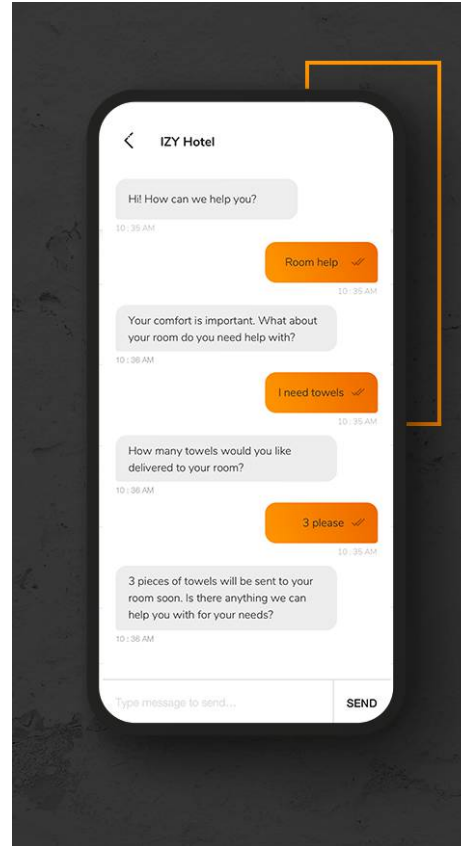 IZY Hotel
Hi! How can we help you?
10 : 35 AM
Room help
10 : 35 AM
Your comfort is important. What about
your room do you need help with?
10 : 36 AM
I need towels
10 : 35 AM
How many towels would you like
delivered to your room?
10 : 36 AM
3 please
10 : 35 AM
3 pieces of towels will be sent to your
room soon. Is there anything we can
help you with for your needs?
10 : 36 AM
Type message to send...
SEND